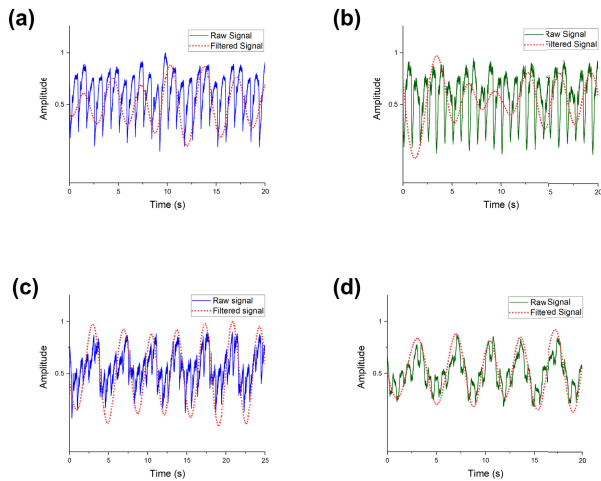 (a)
Raw Signal
Filtered Signal
1
0.5
Amplitude
0
5
10
15
20
Time (s)
(b)
Raw Signal
Filtered Signal
1
0.5
Amplitude
0
5
10
15
20
Time (s)
(c)
Raw signal
Filtered signal
1
0.5
Amplitude
0
5
10
15
20
25
Time (s)
(d)
Raw Signal
Filtered Signal
1
0.5
Amplitude
0
5
10
15
20
Time (s)